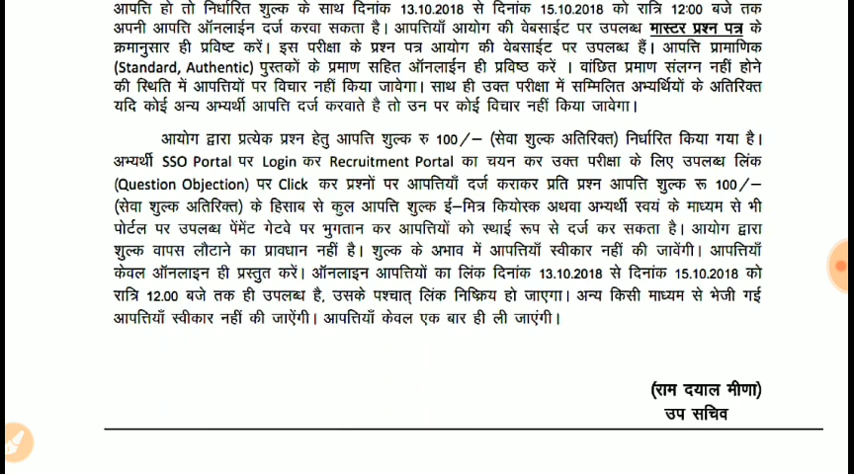 आपत्ति हो तो निर्धारित शुल्क के साथ दिनांक 13.10.2018 से दिनांक 15.10.2018 को रात्रि 12:00 बजे तक
अपनी आपत्ति ऑनलाईन दर्ज करवा सकता है। आपत्तियाँ आयोग की वेबसाईट पर उपलब्ध मास्टर प्रश्न पत्र के
क्रमानुसार ही प्रविष्ट करें। इस परीक्षा के प्रश्न पत्र आयोग की वेबसाईट पर उपलब्ध हैं। आपत्ति प्रामाणिक
(Standard, Authentic) पुस्तकों के प्रमाण सहित ऑनलाईन ही प्रविष्ठ करें । वांछित प्रमाण संलग्न नहीं होने
की स्थिति में आपत्तियों पर विचार नहीं किया जावेगा। साथ ही उक्त परीक्षा में सम्मिलित अभ्यर्थियों के अतिरिक्त
यदि कोई अन्य अभ्यर्थी आपत्ति दर्ज करवाते है तो उन पर कोई विचार नहीं किया जावेगा।
आयोग द्वारा प्रत्येक प्रश्न हेतु आपत्ति शुल्क रु 100/– (सेवा शुल्क अतिरिक्त) निर्धारित किया गया है।
अभ्यर्थी SSO Portal पर Login कर Recruitment Portal का चयन कर उक्त परीक्षा के लिए उपलब्ध लिंक
(Question Objection) पर Click कर प्रश्नों पर आपत्तियाँ दर्ज कराकर प्रति प्रश्न आपत्ति शुल्क रू 100/–
(सेवा शुल्क अतिरिक्त) के हिसाब से कुल आपत्ति शुल्क ई–मित्र कियोस्क अथवा अभ्यर्थी स्वयं के माध्यम से भी
पोर्टल पर उपलब्ध पेंमेंट गेटवे पर भुगतान कर आपत्तियों को स्थाई रूप से दर्ज कर सकता है। आयोग द्वारा
शुल्क वापस लौटाने का प्रावधान नहीं है। शुल्क के अभाव में आपत्तियाँ स्वीकार नहीं की जावेंगी। आपत्तियाँ
केवल ऑनलाइन ही प्रस्तुत करें। ऑनलाइन आपत्तियों का लिंक दिनांक 13.10.2018 से दिनांक 15.10.2018 को
रात्रि 12.00 बजे तक ही उपलब्ध है, उसके पश्चात् लिंक निष्क्रिय हो जाएगा। अन्य किसी माध्यम से भेजी गई
आपत्तियाँ स्वीकार नहीं की जाऐंगी। आपत्तियाँ केवल एक बार ही ली जाएंगी।
(राम दयाल मीणा)
उप सचिव